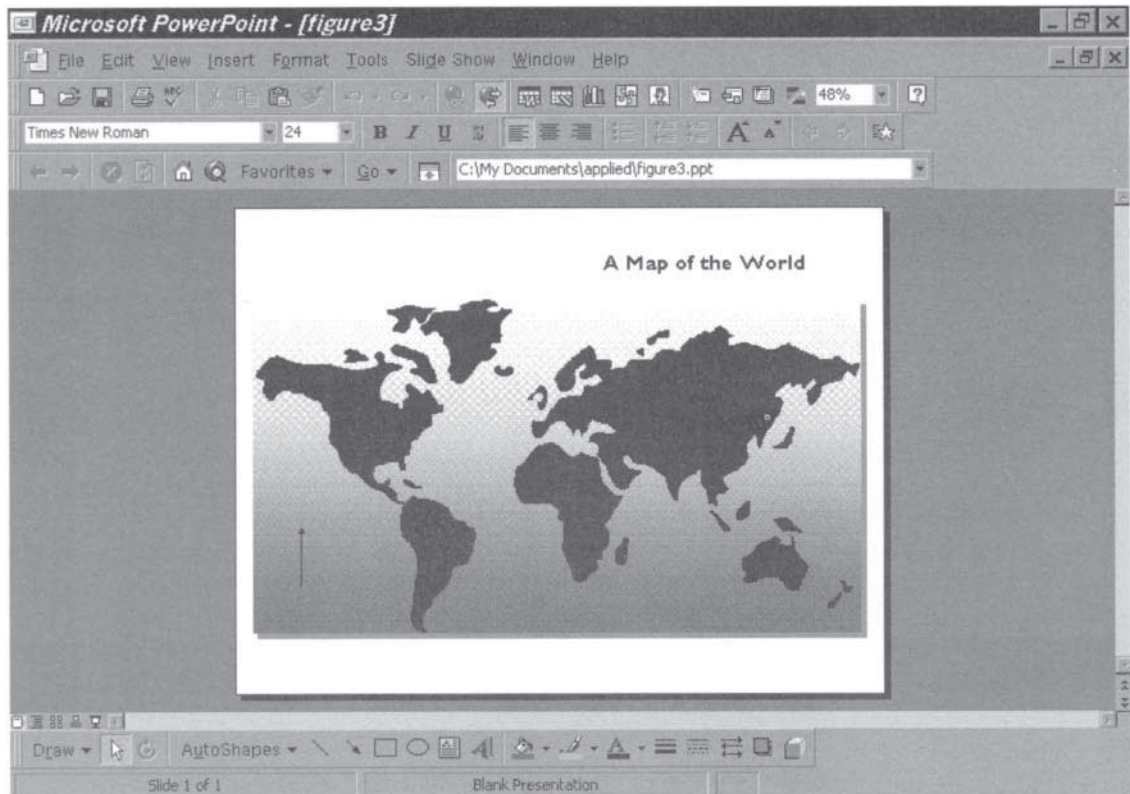 Microsoft PowerPoint - [figure3]
File Edit View Insert Format Tools Slide Show Window Help
ABC 48% ?
Times New Roman 24 B I U S A A
Favorites Go C:\My Documents\applied\figure3.ppt
A Map of the World
Draw AutoShapes A A
Slide 1 of 1 Blank Presentation